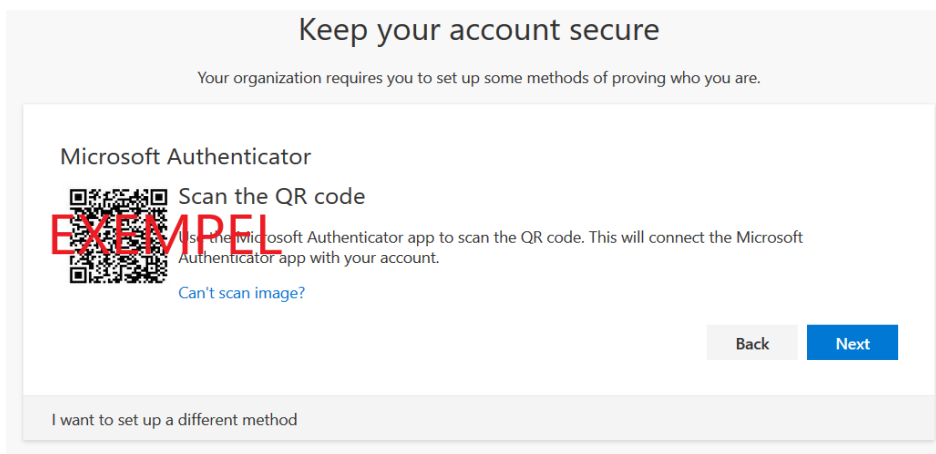 Keep your account secure
Your organization requires you to set up some methods of proving who you are.
Microsoft Authenticator
Scan the QR code
EXEMPEL
Use the Microsoft Authenticator app to scan the QR code. This will connect the Microsoft
Authenticator app with your account.
Can't scan image?
Back
Next
I want to set up a different method